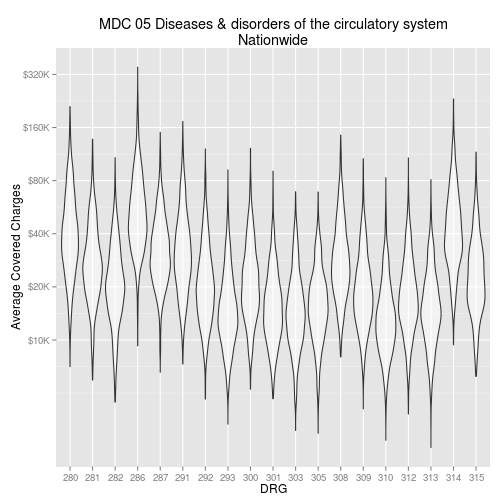 MDC 05 Diseases & disorders of the circulatory system
Nationwide
Average Covered Charges
$320K
$160K
$80K
$40K
$20K
$10K
280 281 282 286 287 291 292 293 300 301 303 305 308 309 310 312 313 314 315
DRG